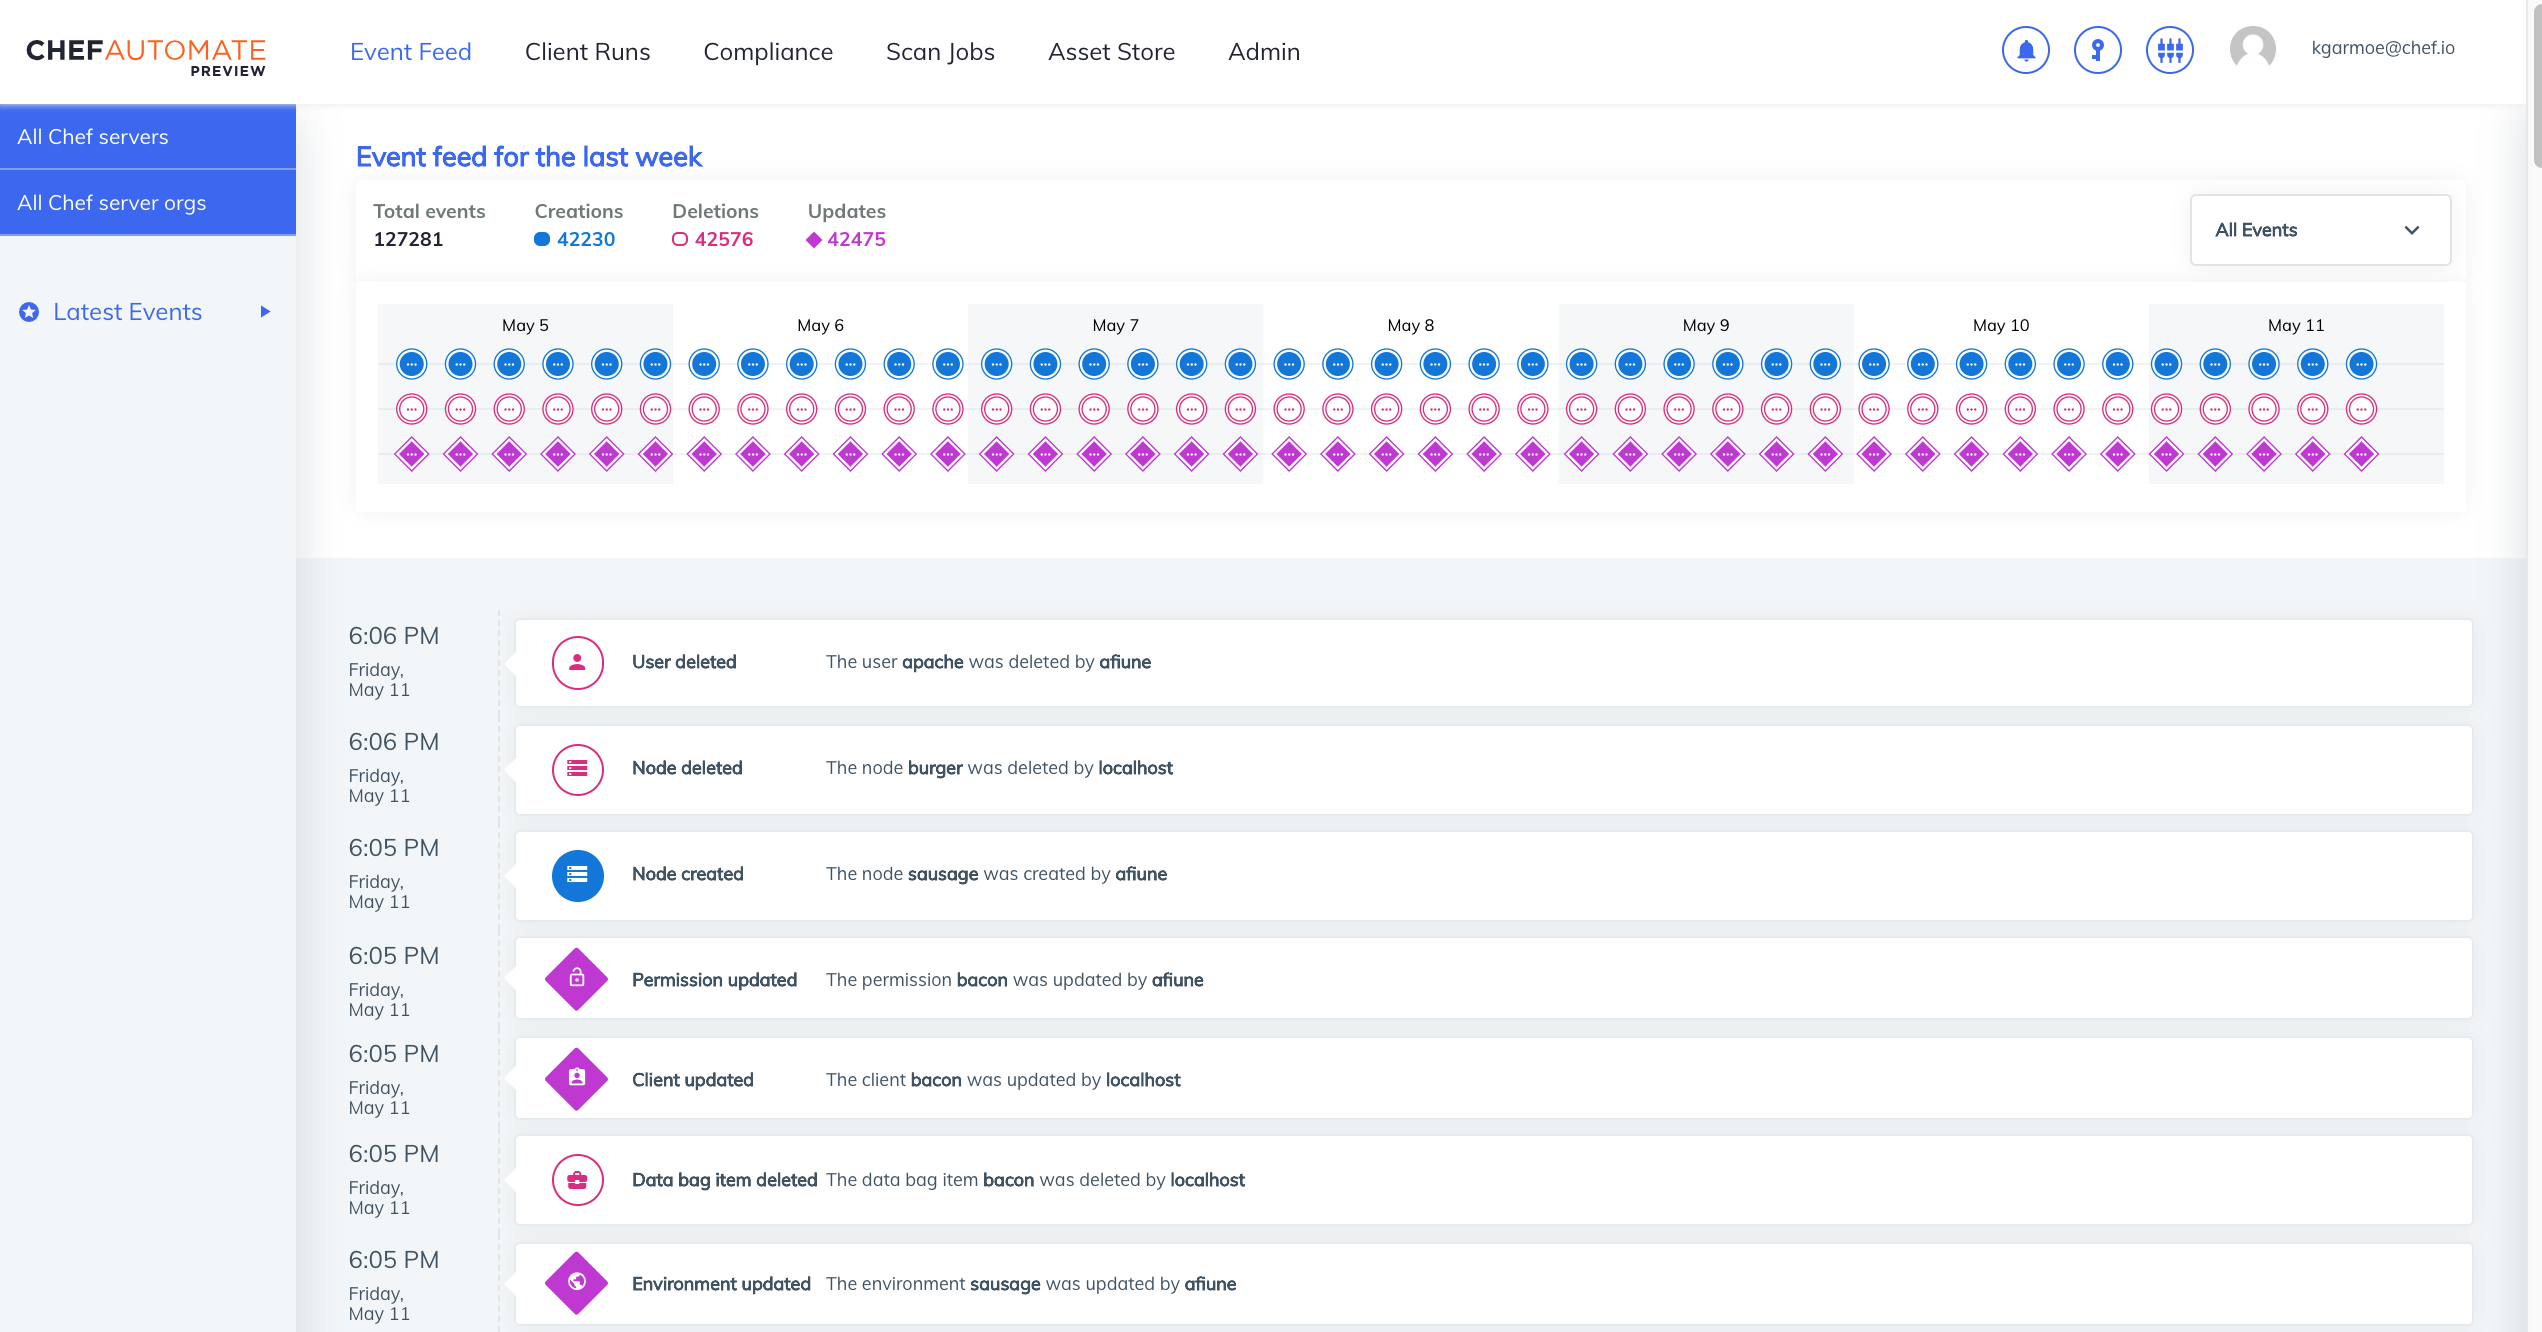 CHEFAUTOMATE
PREVIEW
Event Feed
Client Runs
Compliance
Scan Jobs
Asset Store
Admin
kgarmoe@chef.io
All Chef servers
All Chef server orgs
Latest Events
Event feed for the last week
Total events
127281
Creations
42230
Deletions
42576
Updates
42475
All Events
May 5
May 6
May 7
May 8
May 9
May 10
May 11
6:06 PM
Friday,
May 11
User deleted
The user apache was deleted by afiune
6:06 PM
Friday,
May 11
Node deleted
The node burger was deleted by localhost
6:05 PM
Friday,
May 11
Node created
The node sausage was created by afiune
6:05 PM
Friday,
May 11
Permission updated
The permission bacon was updated by afiune
6:05 PM
Friday,
May 11
Client updated
The client bacon was updated by localhost
6:05 PM
Friday,
May 11
Data bag item deleted
The data bag item bacon was deleted by localhost
6:05 PM
Friday,
May 11
Environment updated
The environment sausage was updated by afiune